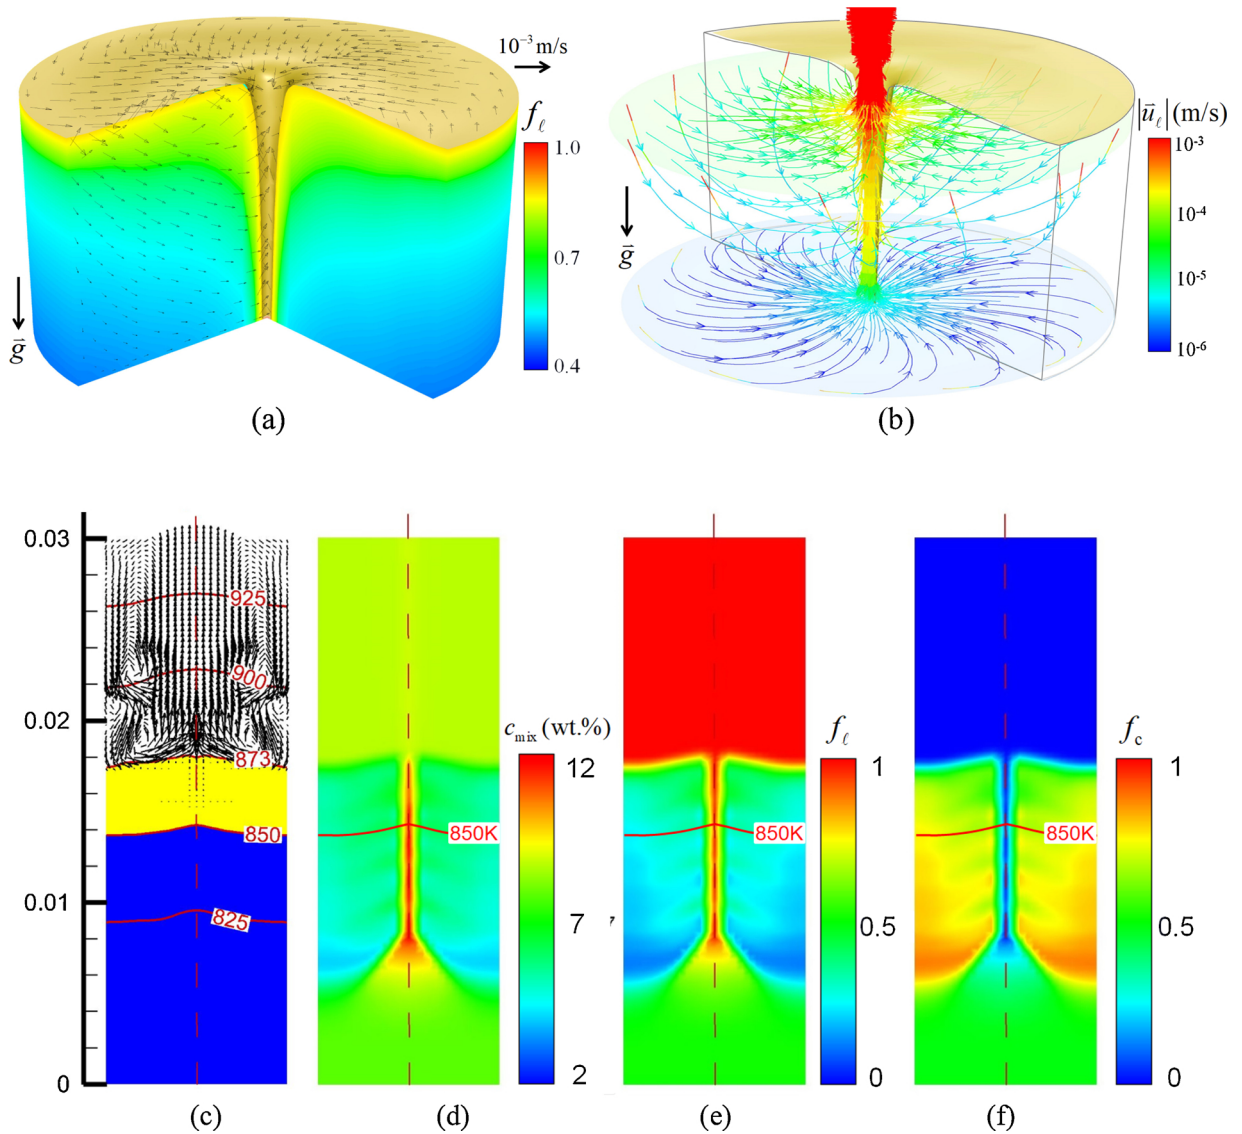 10⁻³ m/s
f_ℓ
1.0
0.7
0.4
g⃗
(a)
|u⃗_ℓ| (m/s)
10⁻³
10⁻⁴
10⁻⁵
10⁻⁶
g⃗
(b)
0.03
0.02
0.01
0
925
900
873
850
825
(c)
c_mix (wt.%)
12
7
2
850K
(d)
f_ℓ
1
0.5
0
850K
(e)
f_c
1
0.5
0
850K
(f)